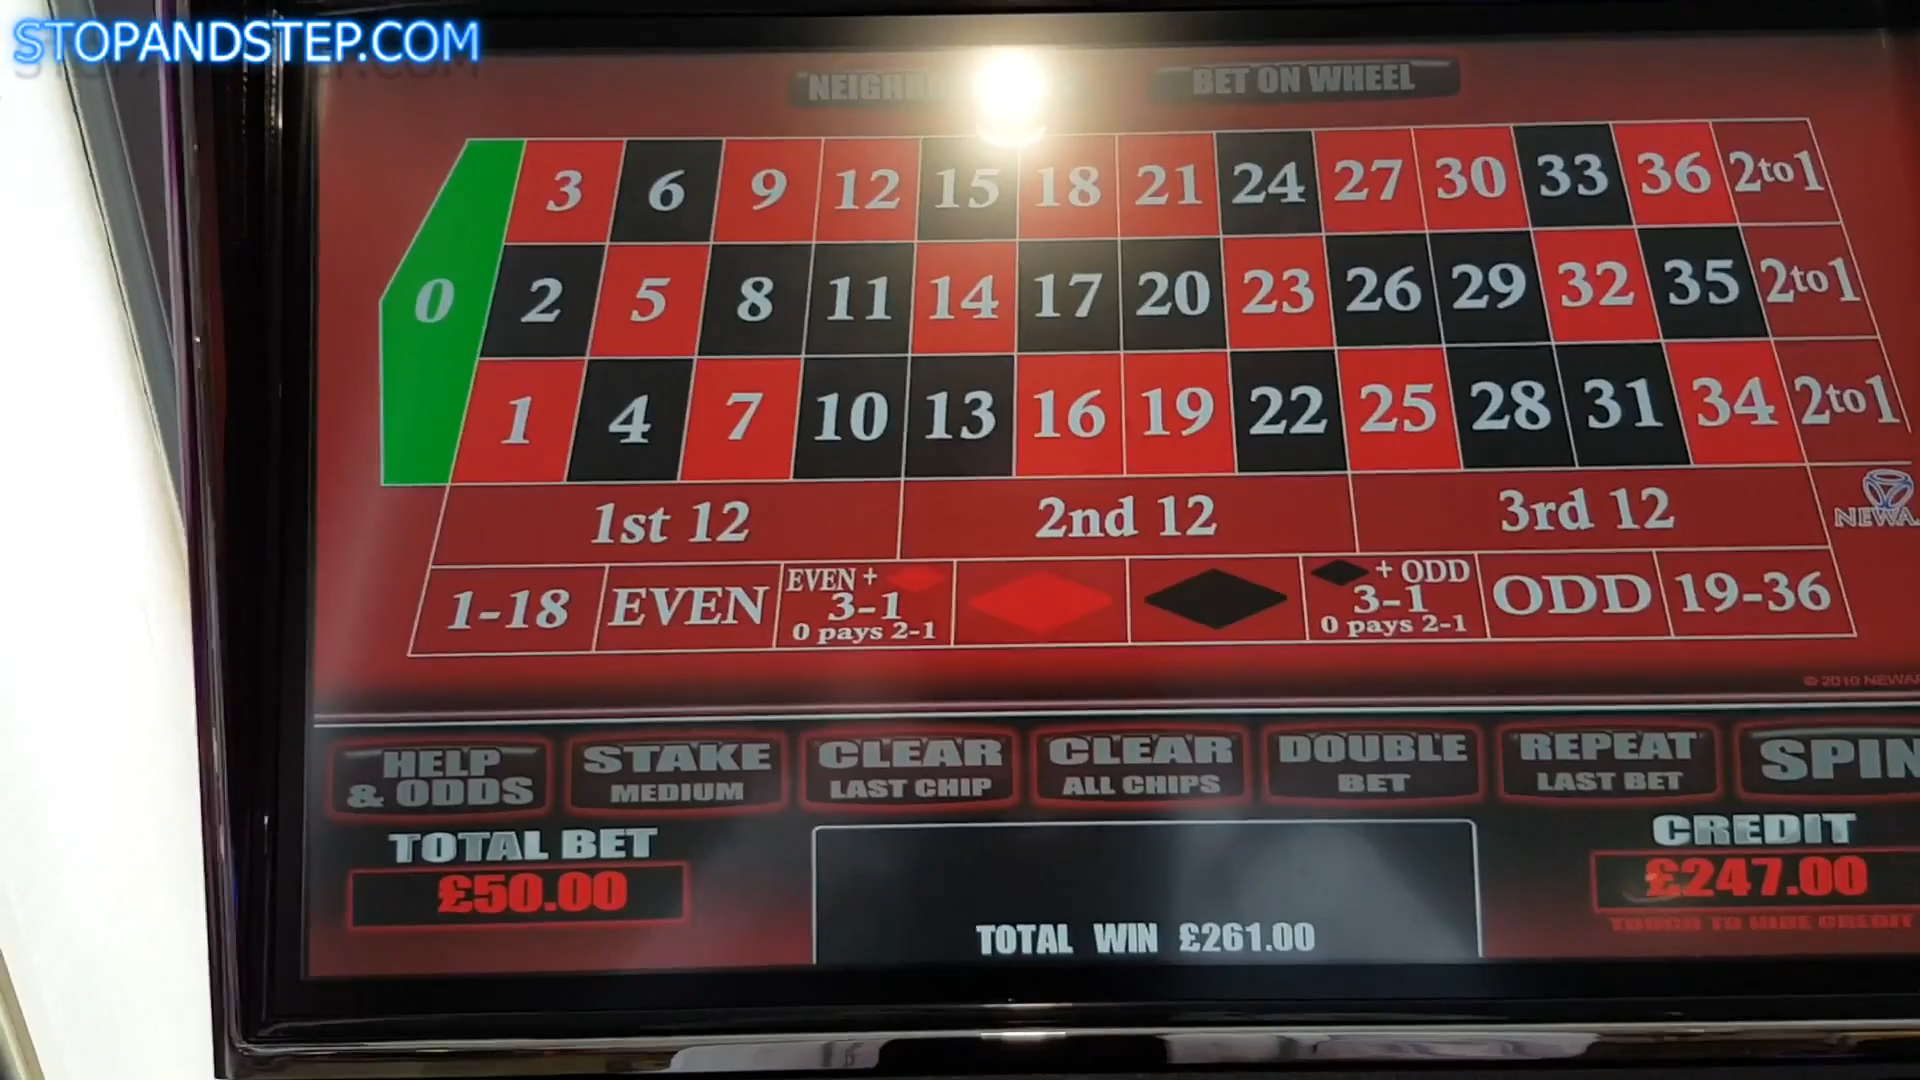 STOPANDSTEP.COM
BET ON WHEEL
3 6 9 12 15 18 21 24 27 30 33 36 2to1
0 2 5 8 11 14 17 20 23 26 29 32 35 2to1
1 4 7 10 13 16 19 22 25 28 31 34 2to1
1st 12 2nd 12 3rd 12
1-18 EVEN EVEN + 3-1 0 pays 2-1 + ODD 3-1 0 pays 2-1 ODD 19-36
© 2010
HELP & ODDS
STAKE MEDIUM
CLEAR LAST CHIP
CLEAR ALL CHIPS
DOUBLE BET
REPEAT LAST BET
SPIN
TOTAL BET
£50.00
TOTAL WIN £261.00
CREDIT
£247.00
TOUCH TO HIDE CREDIT